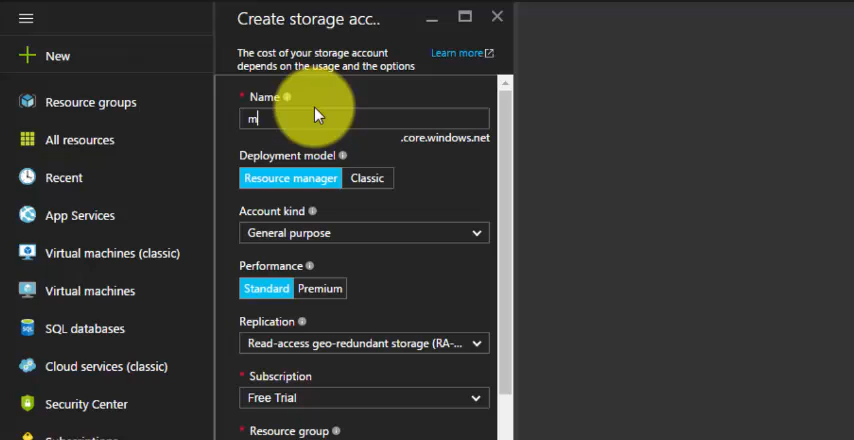 Create storage acc..
New
The cost of your storage account
Learn more
depends on the usage and the options
Resource groups
* Name
m
.core.windows.net
All resources
Deployment model
Recent
Resource manager Classic
App Services
Account kind
General purpose
Virtual machines (classic)
Performance
Virtual machines
Standard Premium
SQL databases
Replication
Read-access geo-redundant storage (RA-...
Cloud services (classic)
* Subscription
Free Trial
Security Center
* Resource group
Subscriptions